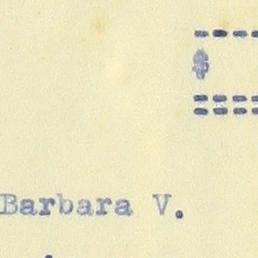 ----
$
====
Barbara V.